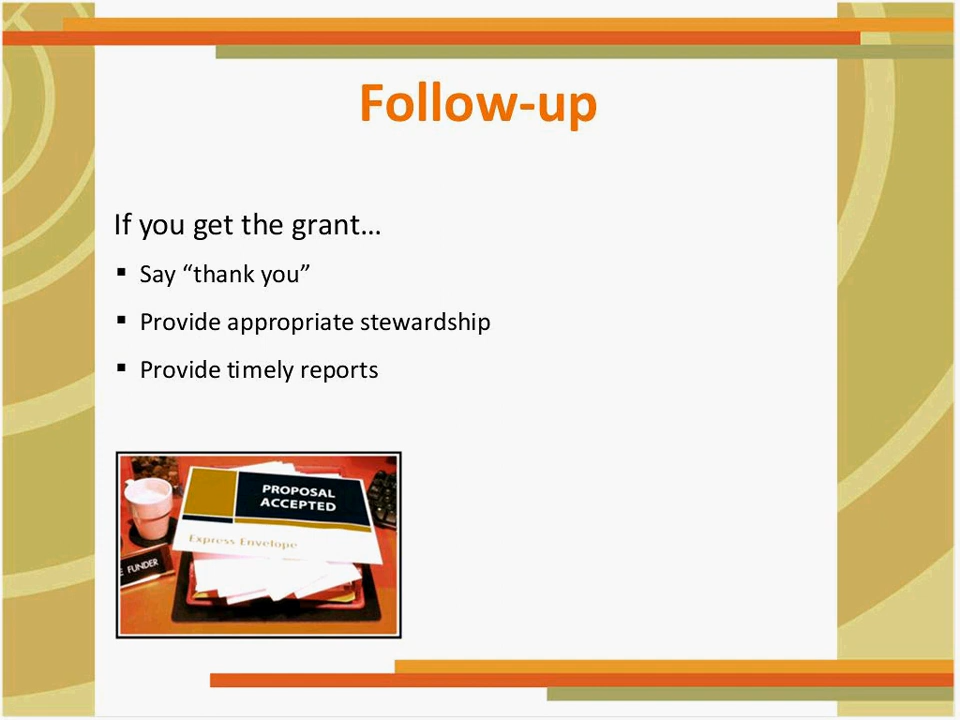 Follow-up
If you get the grant…
▪ Say “thank you”
▪ Provide appropriate stewardship
▪ Provide timely reports
PROPOSAL
ACCEPTED
Express Envelope
E FUNDER